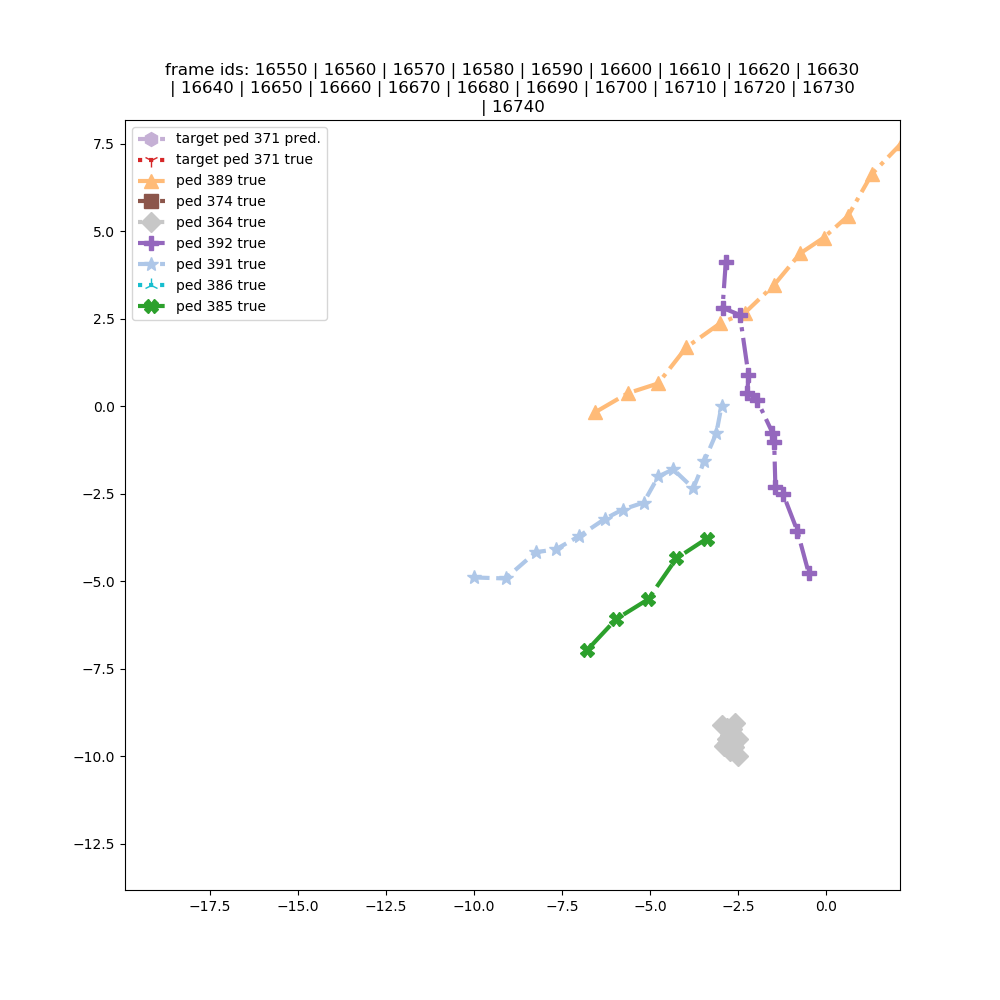 frame ids: 16550 | 16560 | 16570 | 16580 | 16590 | 16600 | 16610 | 16620 | 16630
| 16640 | 16650 | 16660 | 16670 | 16680 | 16690 | 16700 | 16710 | 16720 | 16730
| 16740
target ped 371 pred.
target ped 371 true
ped 389 true
ped 374 true
ped 364 true
ped 392 true
ped 391 true
ped 386 true
ped 385 true
7.5
5.0
2.5
0.0
−2.5
−5.0
−7.5
−10.0
−12.5
−17.5 −15.0 −12.5 −10.0 −7.5 −5.0 −2.5 0.0